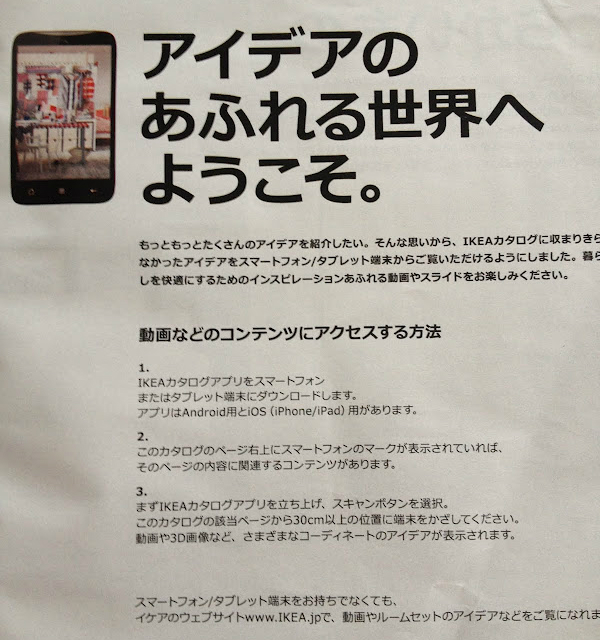 アイデアの
あふれる世界へ
ようこそ。
もっともっとたくさんのアイデアを紹介したい。そんな思いから、IKEAカタログに収まりきら
なかったアイデアをスマートフォン/タブレット端末からご覧いただけるようにしました。暮ら
しを快適にするためのインスピレーションあふれる動画やスライドをお楽しみください。
動画などのコンテンツにアクセスする方法
1.
IKEAカタログアプリをスマートフォン
またはタブレット端末にダウンロードします。
アプリはAndroid用とiOS（iPhone/iPad）用があります。
2.
このカタログのページ右上にスマートフォンのマークが表示されていれば、
そのページの内容に関連するコンテンツがあります。
3.
まずIKEAカタログアプリを立ち上げ、スキャンボタンを選択。
このカタログの該当ページから30cm以上の位置に端末をかざしてください。
動画や3D画像など、さまざまなコーディネートのアイデアが表示されます。
スマートフォン/タブレット端末をお持ちでなくても、
イケアのウェブサイトwww.IKEA.jpで、動画やルームセットのアイデアなどをご覧になれま